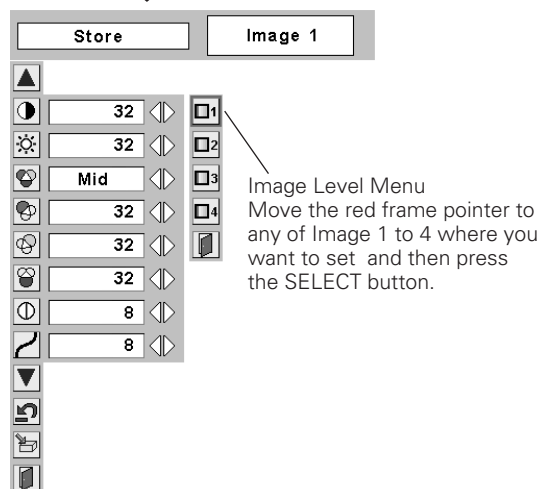 Store
Image 1
32
1
32
2
Mid
3
32
4
32
32
8
8
Image Level Menu
Move the red frame pointer to
any of Image 1 to 4 where you
want to set and then press
the SELECT button.